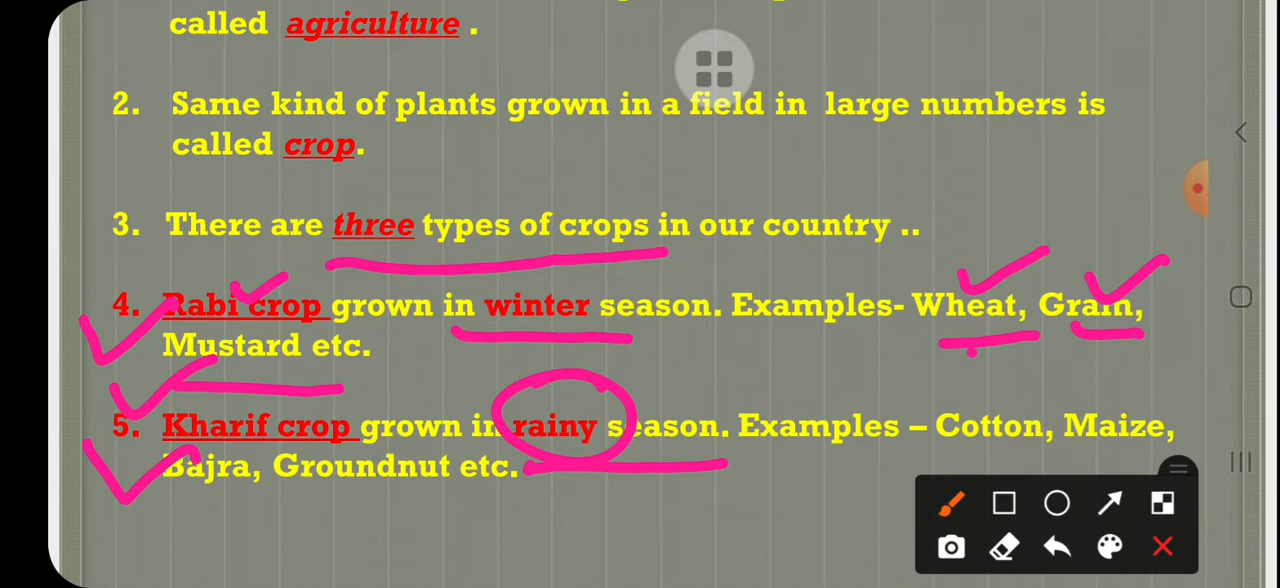 called agriculture .
2. Same kind of plants grown in a field in large numbers is
called crop.
3. There are three types of crops in our country ..
4. Rabi crop grown in winter season. Examples- Wheat, Gram,
Mustard etc.
5. Kharif crop grown in rainy season. Examples – Cotton, Maize,
Bajra, Groundnut etc.